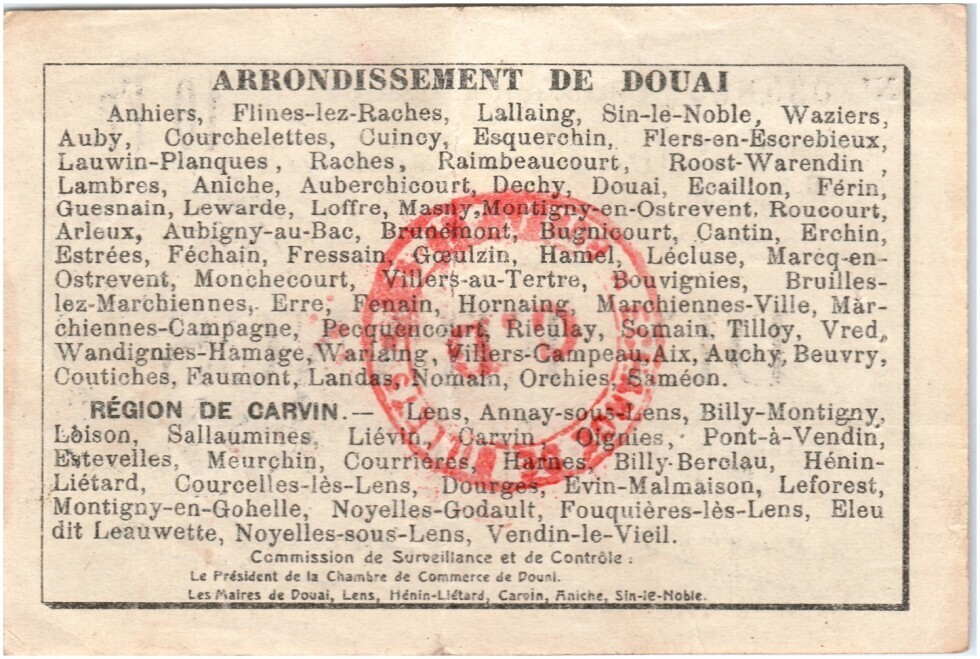 ARRONDISSEMENT DE DOUAI
Anhiers, Flines-lez-Raches, Lallaing, Sin-le-Noble, Waziers,
Auby, Courchelettes, Cuincy, Esquerchin, Flers-en-Escrebieux,
Lauwin-Planques, Raches, Raimbeaucourt, Roost-Warendin,
Lambres, Aniche, Auberchicourt, Dechy, Douai, Ecaillon, Férin,
Guesnain, Lewarde, Loffre, Masny, Montigny-en-Ostrevent, Roucourt,
Arleux, Aubigny-au-Bac, Brunémont, Bugnicourt, Cantin, Erchin,
Estrées, Féchain, Fressain, Gœulzin, Hamel, Lécluse, Marcq-en-
Ostrevent, Monchecourt, Villers-au-Tertre, Bouvignies, Bruilles-
lez-Marchiennes, Erre, Fenain, Hornaing, Marchiennes-Ville, Mar-
chiennes-Campagne, Pecquencourt, Rieulay, Somain, Tilloy, Vred,
Wandignies-Hamage, Warlaing, Villers-Campeau, Aix, Auchy, Beuvry,
Coutiches, Faumont, Landas, Nomain, Orchies, Saméon.
RÉGION DE CARVIN. — Lens, Annay-sous-Lens, Billy-Montigny,
Loison, Sallaumines, Liévin, Carvin, Oignies, Pont-à-Vendin,
Estevelles, Meurchin, Courrières, Harnes, Billy-Berclau, Hénin-
Liétard, Courcelles-lès-Lens, Dourges, Evin-Malmaison, Leforest,
Montigny-en-Gohelle, Noyelles-Godault, Fouquières-lès-Lens, Eleu
dit Leauwette, Noyelles-sous-Lens, Vendin-le-Vieil.
Commission de Surveillance et de Contrôle :
Le Président de la Chambre de Commerce de Douai.
Les Maires de Douai, Lens, Hénin-Liétard, Carvin, Aniche, Sin-le-Noble.